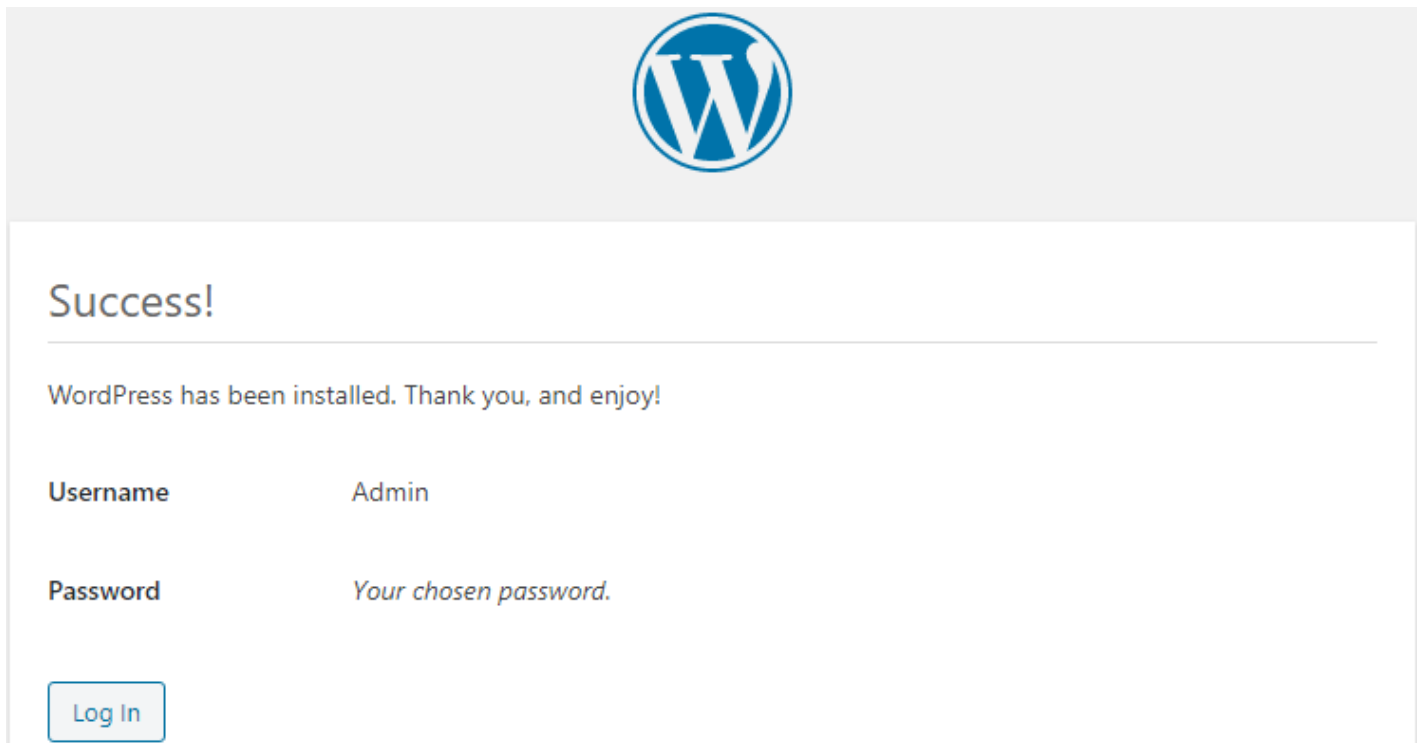 Success!
WordPress has been installed. Thank you, and enjoy!
Username Admin
Password Your chosen password.
Log In